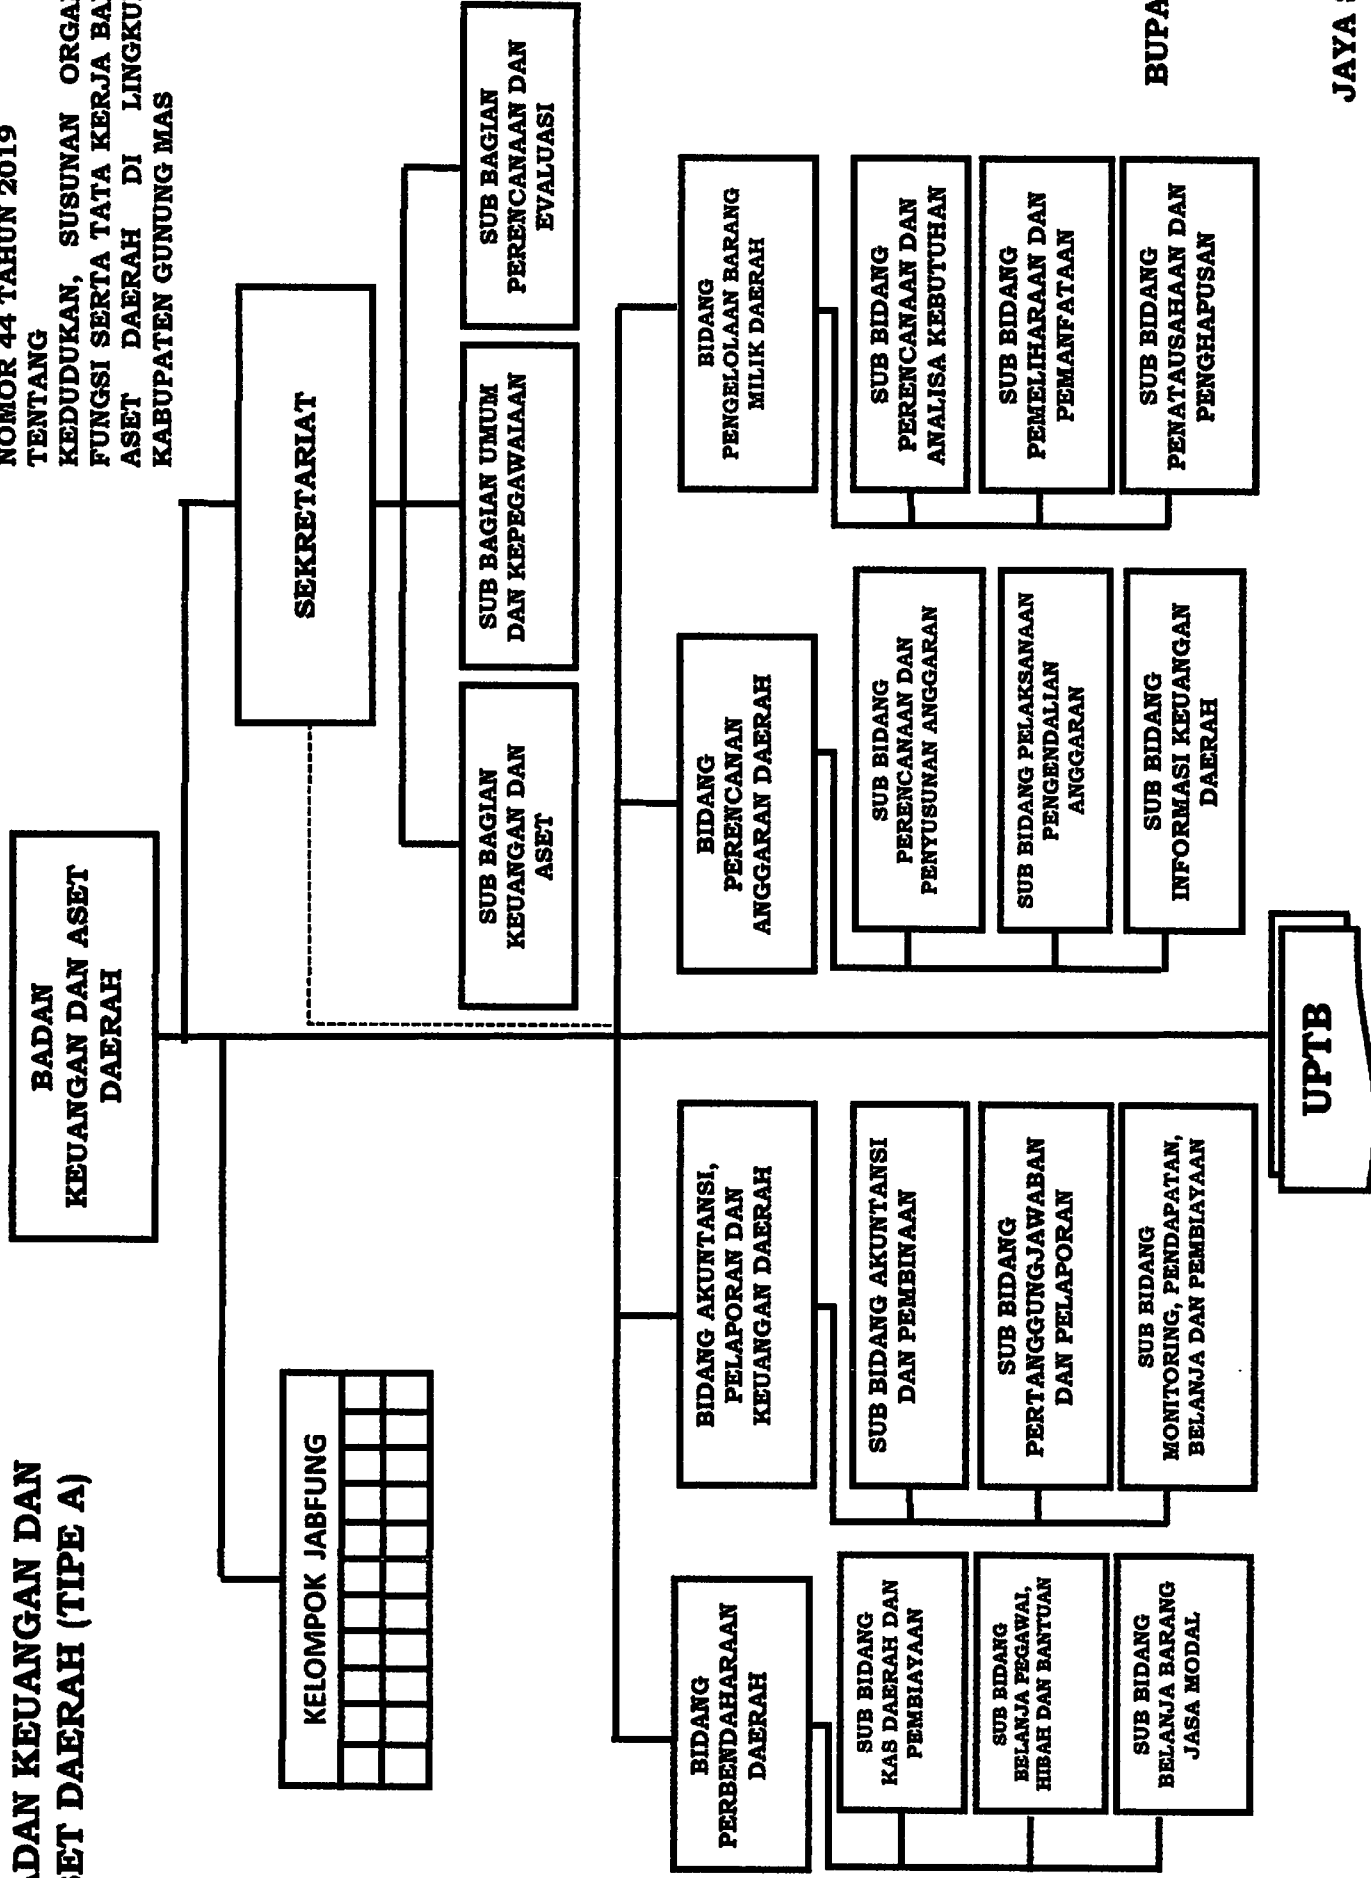 ADAN KEUANGAN DAN
SET DAERAH (TIPE A)
NOMOR 44 TAHUN 2019
TENTANG
KEDUDUKAN, SUSUNAN
FUNGSI SERTA TATA KERJA
ASET DAERAH DI
KABUPATEN GUNUNG MAS
BADAN
KEUANGAN DAN ASET
DAERAH
KELOMPOK JABFUNG
SEKRETARIAT
SUB BAGIAN
KEUANGAN DAN
ASET
SUB BAGIAN UMUM
DAN KEPEGAWAIAAN
SUB BAGIAN
PERENCANAAN DAN
EVALUASI
BIDANG
PERBENDAHARAAN
DAERAH
SUB BIDANG
KAS DAERAH DAN
PEMBIAYAAN
SUB BIDANG
BELANJA PEGAWAI,
HIBAH DAN BANTUAN
SUB BIDANG
BELANJA BARANG
JASA MODAL
BIDANG AKUNTANSI,
PELAPORAN DAN
KEUANGAN DAERAH
SUB BIDANG AKUNTANSI
DAN PEMBINAAN
SUB BIDANG
PERTANGGUNGJAWABAN
DAN PELAPORAN
SUB BIDANG
MONITORING, PENDAPATAN,
BELANJA DAN PEMBIAYAAN
BIDANG
PERENCANAN
ANGGARAN DAERAH
SUB BIDANG
PERENCANAAN DAN
PENYUSUNAN ANGGARAN
SUB BIDANG PELAKSANAAN
PENGENDALIAN
ANGGARAN
SUB BIDANG
INFORMASI KEUANGAN
DAERAH
BIDANG
PENGELOLAAN BARANG
MILIK DAERAH
SUB BIDANG
PERENCANAAN DAN
ANALISA KEBUTUHAN
SUB BIDANG
PEMELIHARAAN DAN
PEMANFATAAN
SUB BIDANG
PENATAUSAHAAN DAN
PENGHAPUSAN
UPTB
BUPA
JAYA